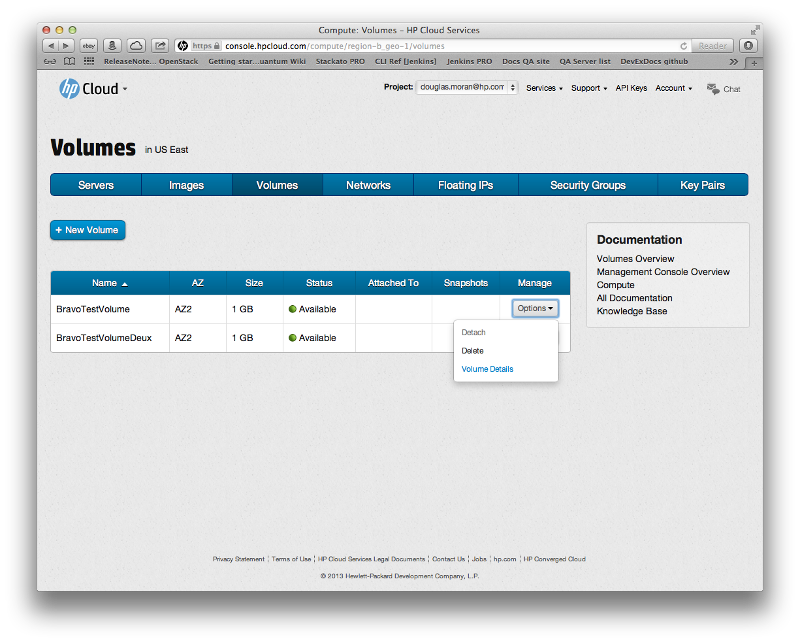 Compute: Volumes – HP Cloud Services
ebay https console.hpcloud.com/compute/region-b_geo-1/volumes Reader
ReleaseNote... OpenStack Getting star...uantum Wiki Stackato PRO CLI Ref [Jenkins] Jenkins PRO Docs QA site QA Server list DevExDocs github
hp Cloud Project: douglas.moran@hp.com Services Support API Keys Account Chat
Volumes in US East
Servers Images Volumes Networks Floating IPs Security Groups Key Pairs
+ New Volume
Documentation
Volumes Overview
Management Console Overview
Compute
All Documentation
Knowledge Base
Name AZ Size Status Attached To Snapshots Manage
BravoTestVolume AZ2 1 GB Available Options
BravoTestVolumeDeux AZ2 1 GB Available
Detach
Delete
Volume Details
Privacy Statement | Terms of Use | HP Cloud Services Legal Documents | Contact Us | Jobs | hp.com | HP Converged Cloud
© 2013 Hewlett-Packard Development Company, L.P.